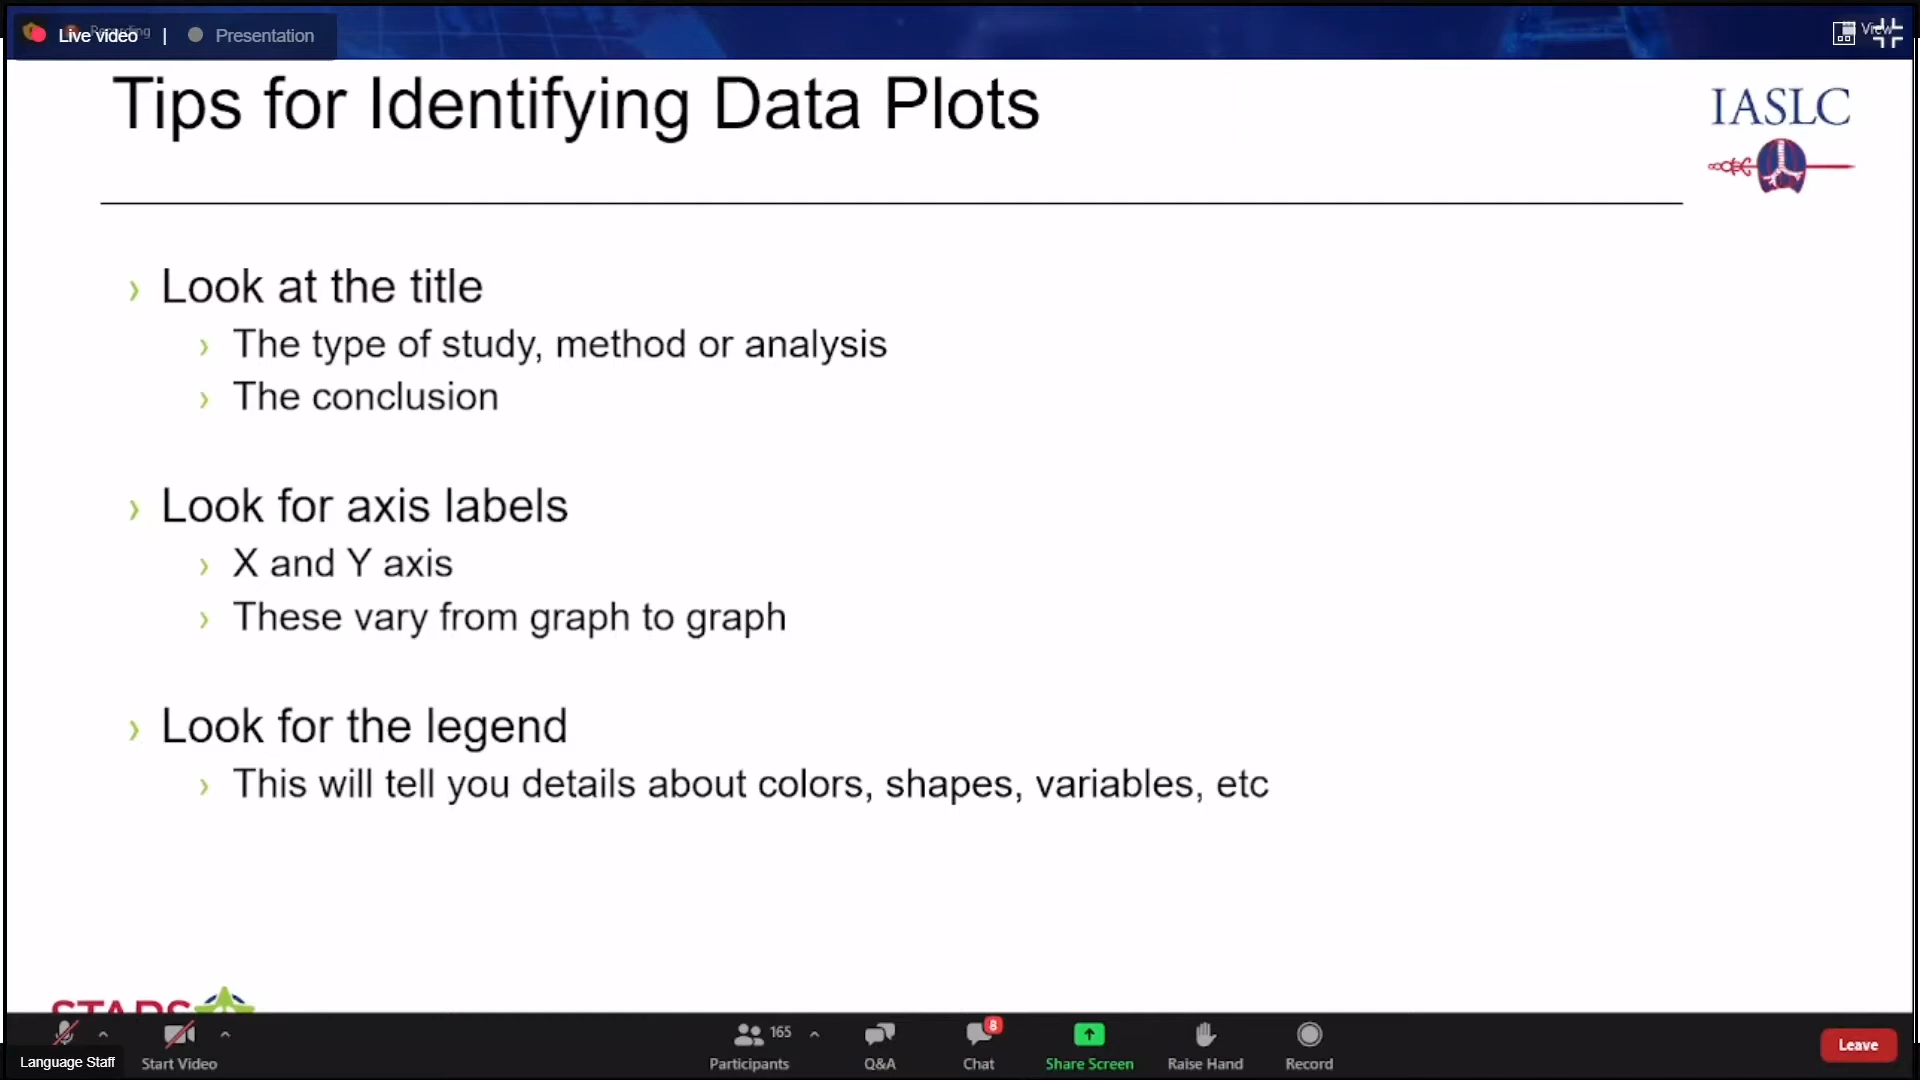 Live video | Presentation
View
Tips for Identifying Data Plots
IASLC
› Look at the title
› The type of study, method or analysis
› The conclusion
› Look for axis labels
› X and Y axis
› These vary from graph to graph
› Look for the legend
› This will tell you details about colors, shapes, variables, etc
STARS
165
8
Language Staff
Start Video
Participants
Q&A
Chat
Share Screen
Raise Hand
Record
Leave